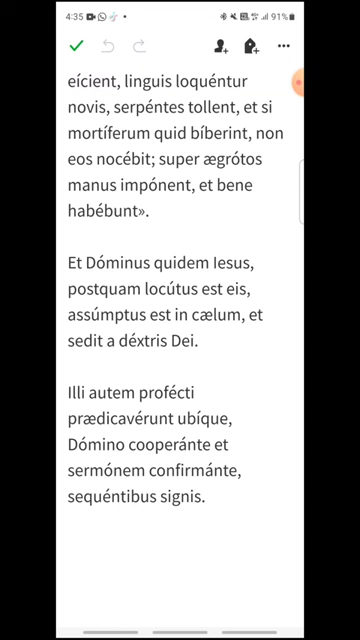 4:35
91%
eícient, linguis loquéntur
novis, serpéntes tollent, et si
mortíferum quid bíberint, non
eos nocébit; super ægrótos
manus impónent, et bene
habébunt».
Et Dóminus quidem Iesus,
postquam locútus est eis,
assúmptus est in cælum, et
sedit a déxtris Dei.
Illi autem profécti
prædicavérunt ubíque,
Dómino cooperánte et
sermónem confirmánte,
sequéntibus signis.